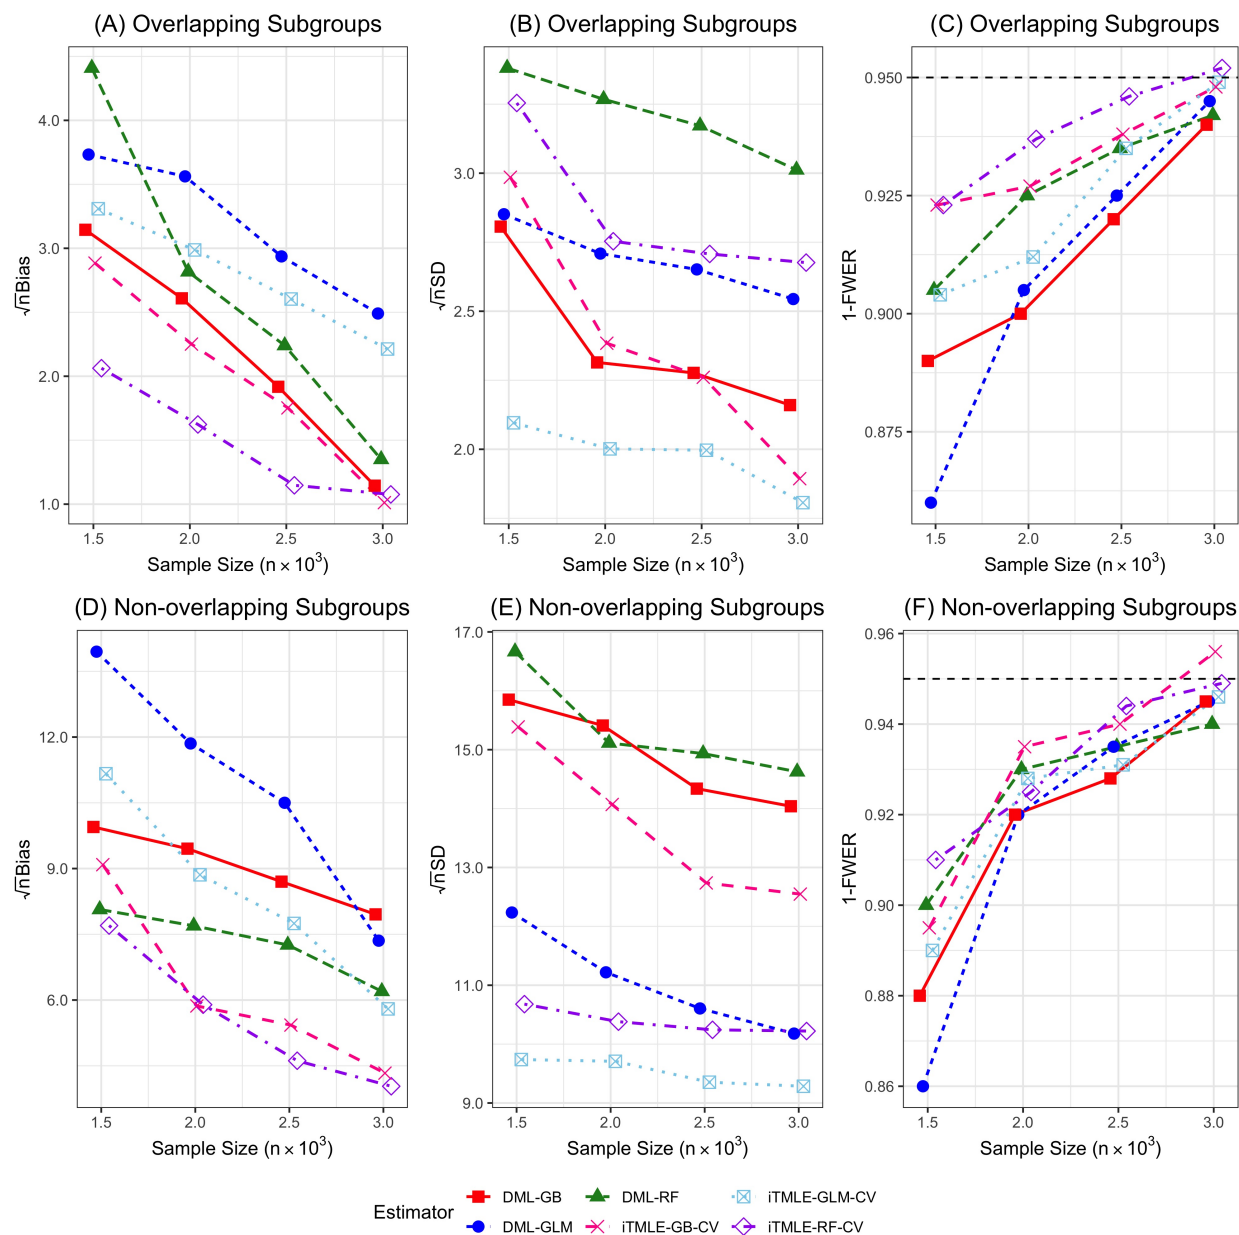 (A) Overlapping Subgroups
(B) Overlapping Subgroups
(C) Overlapping Subgroups
√nBias
4.0
3.0
2.0
1.0
1.5 2.0 2.5 3.0
Sample Size (n × 10³)
√nSD
3.0
2.5
2.0
1.5 2.0 2.5 3.0
Sample Size (n × 10³)
1-FWER
0.950
0.925
0.900
0.875
1.5 2.0 2.5 3.0
Sample Size (n × 10³)
(D) Non-overlapping Subgroups
(E) Non-overlapping Subgroups
(F) Non-overlapping Subgroups
√nBias
12.0
9.0
6.0
1.5 2.0 2.5 3.0
Sample Size (n × 10³)
√nSD
17.0
15.0
13.0
11.0
9.0
1.5 2.0 2.5 3.0
Sample Size (n × 10³)
1-FWER
0.96
0.94
0.92
0.90
0.88
0.86
1.5 2.0 2.5 3.0
Sample Size (n × 10³)
Estimator
DML-GB DML-RF iTMLE-GLM-CV
DML-GLM iTMLE-GB-CV iTMLE-RF-CV